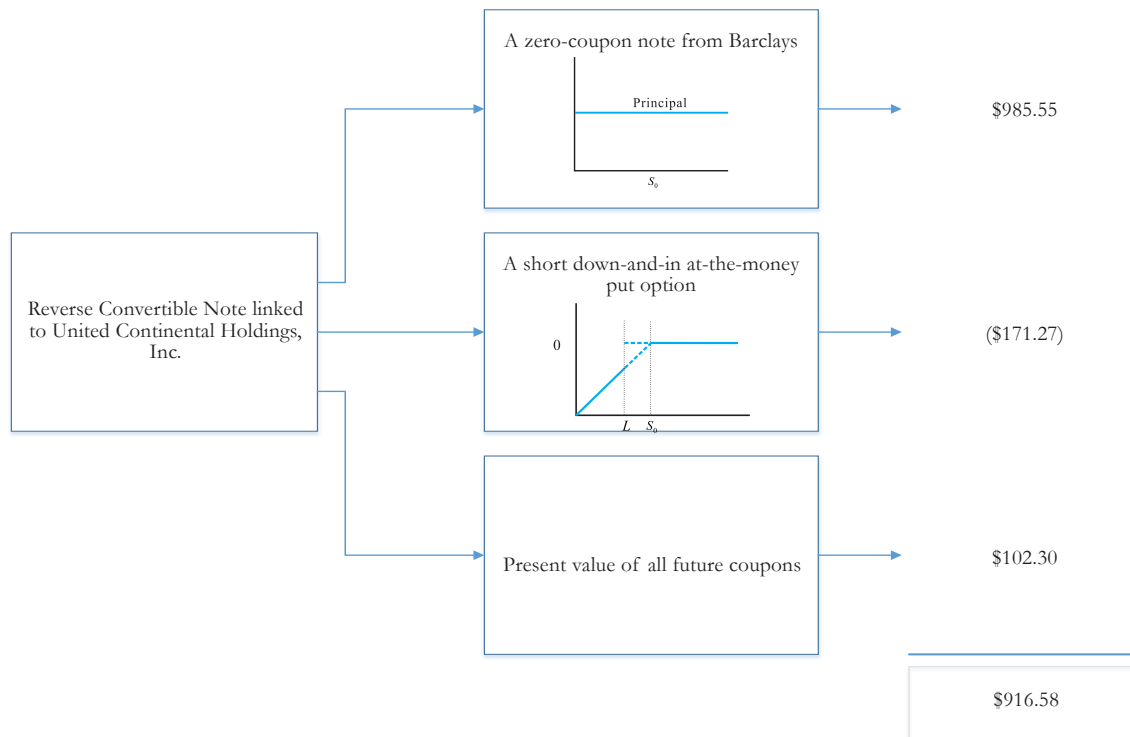 A zero-coupon note from Barclays
Principal
S₀
$985.55
Reverse Convertible Note linked
to United Continental Holdings,
Inc.
A short down-and-in at-the-money
put option
0
L S₀
($171.27)
Present value of all future coupons
$102.30
$916.58